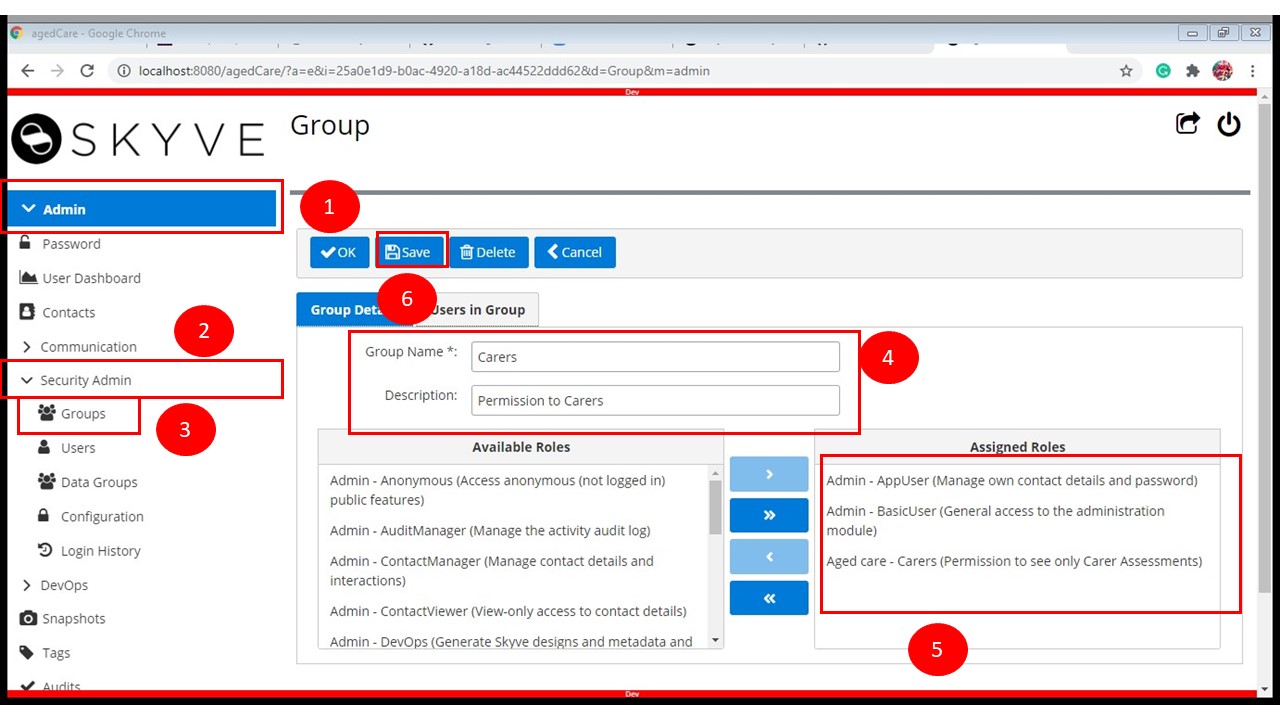 agedCare - Google Chrome
localhost:8080/agedCare/?a=e&i=25a0e1d9-b0ac-4920-a18d-ac44522ddd62&d=Group&m=admin
Dev
SKYVE
Group
Admin
1
Password
OK
Save
Delete
Cancel
User Dashboard
6
Contacts
Group Deta
Users in Group
2
Communication
Group Name *:
Carers
4
Security Admin
Description:
Permission to Carers
Groups
3
Users
Available Roles
Assigned Roles
Admin - Anonymous (Access anonymous (not logged in)
public features)
Admin - AuditManager (Manage the activity audit log)
Admin - ContactManager (Manage contact details and
interactions)
Admin - ContactViewer (View-only access to contact details)
Admin - DevOps (Generate Skyve designs and metadata and
Admin - AppUser (Manage own contact details and password)
Admin - BasicUser (General access to the administration
module)
Aged care - Carers (Permission to see only Carer Assessments)
5
Data Groups
Configuration
Login History
DevOps
Snapshots
Tags
Audits
Dev